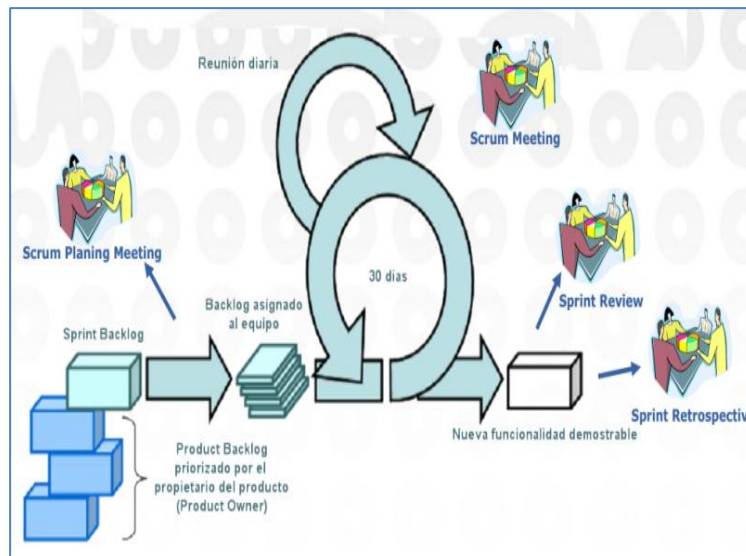 Reunión diaria
Scrum Meeting
Scrum Planing Meeting
30 días
Backlog asignado
al equipo
Sprint Review
Sprint Backlog
Sprint Retrospectiv
Nueva funcionalidad demostrable
Product Backlog
priorizado por el
propietario del producto
(Product Owner)